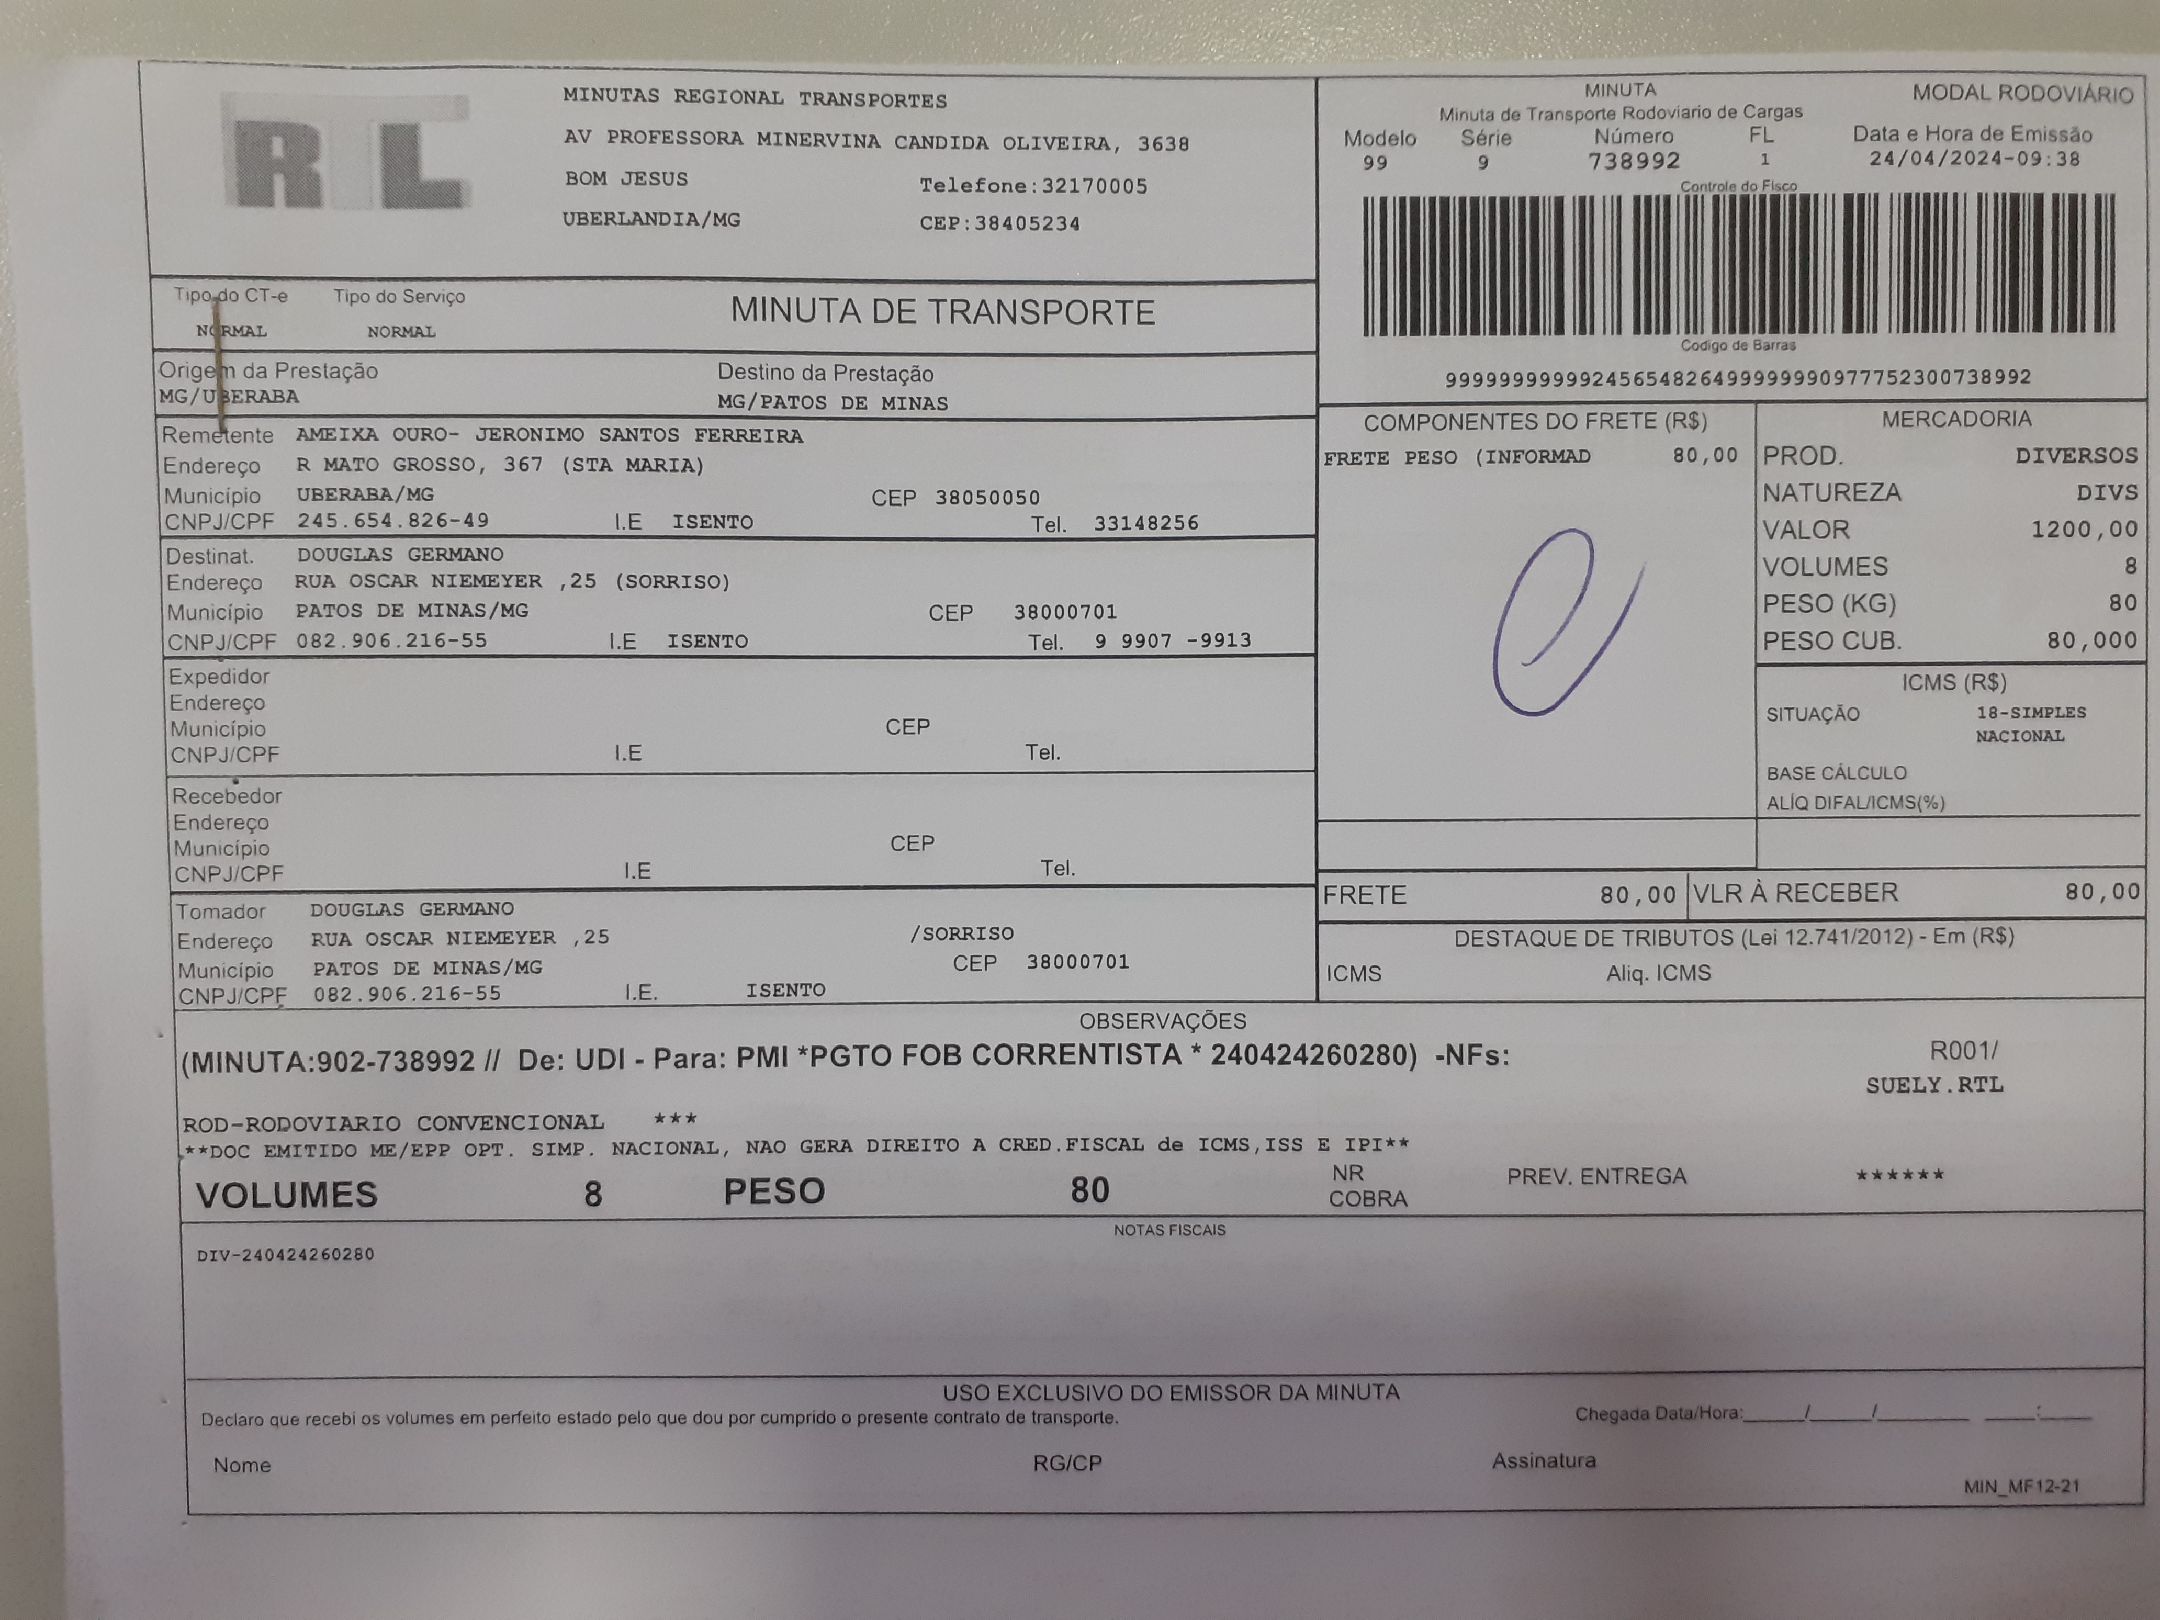 RTL
MINUTAS REGIONAL TRANSPORTES
AV PROFESSORA MINERVINA CANDIDA OLIVEIRA, 3638
BOM JESUS Telefone:32170005
UBERLANDIA/MG CEP:38405234
MINUTA MODAL RODOVIÁRIO
Minuta de Transporte Rodoviario de Cargas
Modelo Série Número FL Data e Hora de Emissão
99 9 738992 1 24/04/2024-09:38
Controle do Fisco
Codigo de Barras
9999999999992456548264999999990977752300738992
Tipo do CT-e Tipo do Serviço MINUTA DE TRANSPORTE
NORMAL NORMAL
Origem da Prestação Destino da Prestação
MG/UBERABA MG/PATOS DE MINAS
Remetente AMEIXA OURO- JERONIMO SANTOS FERREIRA
Endereço R MATO GROSSO, 367 (STA MARIA)
Município UBERABA/MG CEP 38050050
CNPJ/CPF 245.654.826-49 I.E ISENTO Tel. 33148256
Destinat. DOUGLAS GERMANO
Endereço RUA OSCAR NIEMEYER ,25 (SORRISO)
Município PATOS DE MINAS/MG CEP 38000701
CNPJ/CPF 082.906.216-55 I.E ISENTO Tel. 9 9907 -9913
Expedidor
Endereço
Município CEP
CNPJ/CPF I.E Tel.
Recebedor
Endereço
Município CEP
CNPJ/CPF I.E Tel.
Tomador DOUGLAS GERMANO
Endereço RUA OSCAR NIEMEYER ,25 /SORRISO
Município PATOS DE MINAS/MG CEP 38000701
CNPJ/CPF 082.906.216-55 I.E. ISENTO
COMPONENTES DO FRETE (R$)
FRETE PESO (INFORMAD 80,00
MERCADORIA
PROD. DIVERSOS
NATUREZA DIVS
VALOR 1200,00
VOLUMES 8
PESO (KG) 80
PESO CUB. 80,000
ICMS (R$)
SITUAÇÃO 18-SIMPLES
NACIONAL
BASE CÁLCULO
ALÍQ DIFAL/ICMS(%)
FRETE 80,00 VLR À RECEBER 80,00
DESTAQUE DE TRIBUTOS (Lei 12.741/2012) - Em (R$)
ICMS Aliq. ICMS
OBSERVAÇÕES
(MINUTA:902-738992 // De: UDI - Para: PMI *PGTO FOB CORRENTISTA * 240424260280) -NFs: R001/
SUELY.RTL
ROD-RODOVIARIO CONVENCIONAL ***
**DOC EMITIDO ME/EPP OPT. SIMP. NACIONAL, NAO GERA DIREITO A CRED.FISCAL de ICMS,ISS E IPI**
VOLUMES 8 PESO 80 NR COBRA PREV. ENTREGA ******
NOTAS FISCAIS
DIV-240424260280
USO EXCLUSIVO DO EMISSOR DA MINUTA
Declaro que recebi os volumes em perfeito estado pelo que dou por cumprido o presente contrato de transporte. Chegada Data/Hora:_____/_____/_______ ____:____
Nome RG/CP Assinatura
MIN_MF12-21